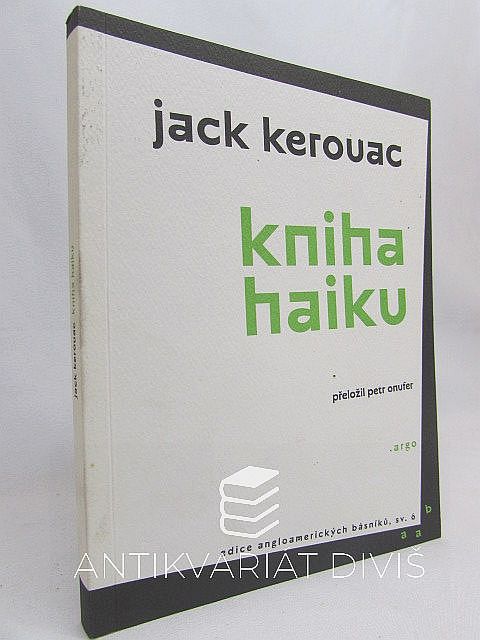 jack kerouac
kniha
haiku
přeložil petr onufer
.argo
edice angloamerických básníků, sv. 6
a a b
jack kerouac kniha haiku
ANTIKVARIAT DIVIŠ